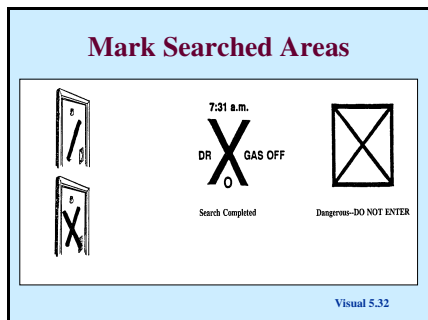 Mark Searched Areas
7:31 a.m.
DR X GAS OFF
O
Search Completed
Dangerous--DO NOT ENTER
Visual 5.32